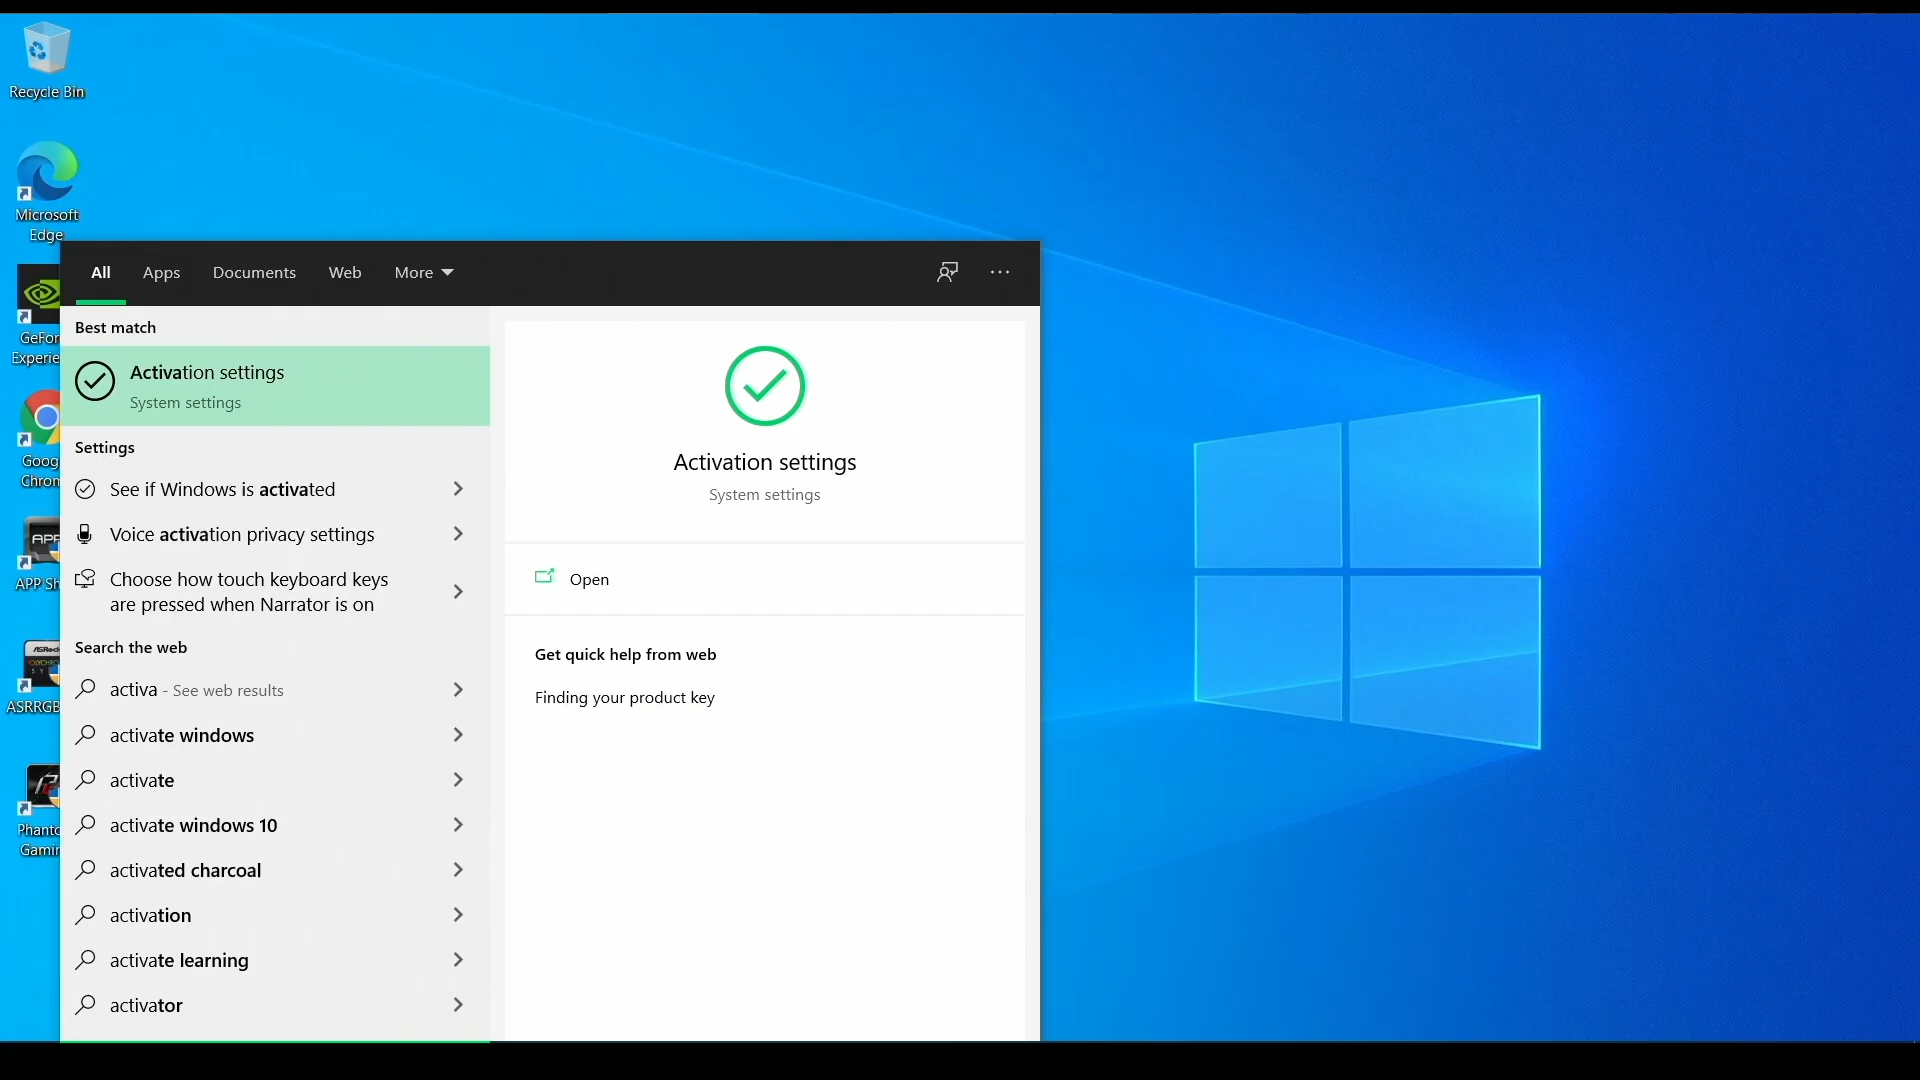 Recycle Bin
Microsoft
Edge
GeFor
Experie
Goog
Chrom
APP Sh
ASRRGB
Phanto
Gamin
All Apps Documents Web More
Best match
Activation settings
System settings
Settings
See if Windows is activated
Voice activation privacy settings
Choose how touch keyboard keys
are pressed when Narrator is on
Search the web
activa - See web results
activate windows
activate
activate windows 10
activated charcoal
activation
activate learning
activator
Activation settings
System settings
Open
Get quick help from web
Finding your product key